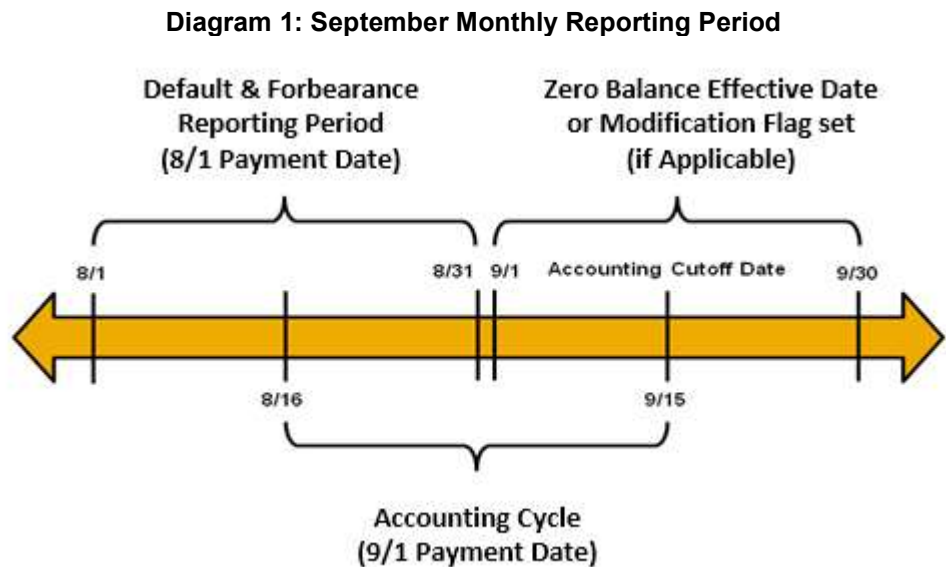 Diagram 1: September Monthly Reporting Period
Default & Forbearance
Reporting Period
(8/1 Payment Date)
Zero Balance Effective Date
or Modification Flag set
(if Applicable)
8/1
8/31
9/1
Accounting Cutoff Date
9/30
8/16
9/15
Accounting Cycle
(9/1 Payment Date)